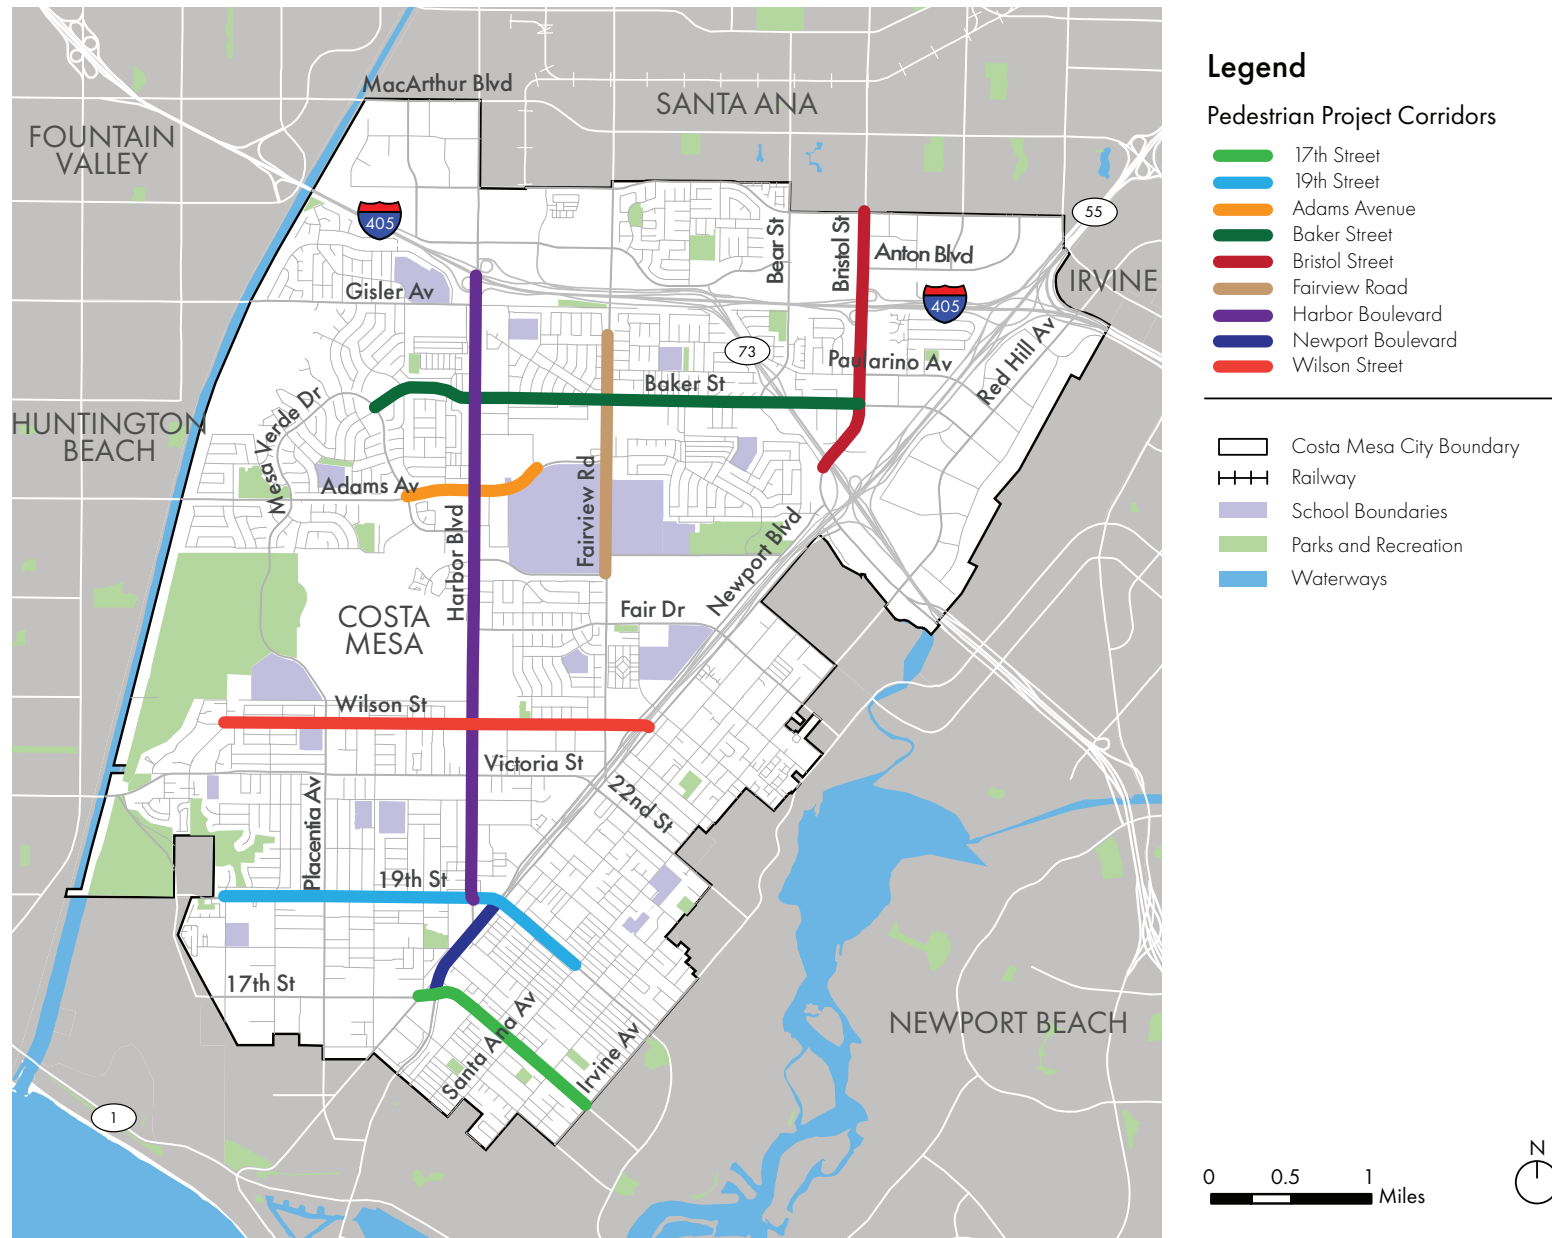 MacArthur Blvd
SANTA ANA
FOUNTAIN
VALLEY
405
55
Bear St
Bristol St
Anton Blvd
IRVINE
Gisler Av
405
73
Paularino Av
Red Hill Av
Baker St
Mesa Verde Dr
HUNTINGTON
BEACH
Adams Av
Harbor Blvd
Fairview Rd
Newport Blvd
COSTA
MESA
Fair Dr
Wilson St
Victoria St
22nd St
Placentia Av
19th St
17th St
Santa Ana Av
Irvine Av
NEWPORT BEACH
1
Legend
Pedestrian Project Corridors
17th Street
19th Street
Adams Avenue
Baker Street
Bristol Street
Fairview Road
Harbor Boulevard
Newport Boulevard
Wilson Street
Costa Mesa City Boundary
Railway
School Boundaries
Parks and Recreation
Waterways
0 0.5 1
Miles
N